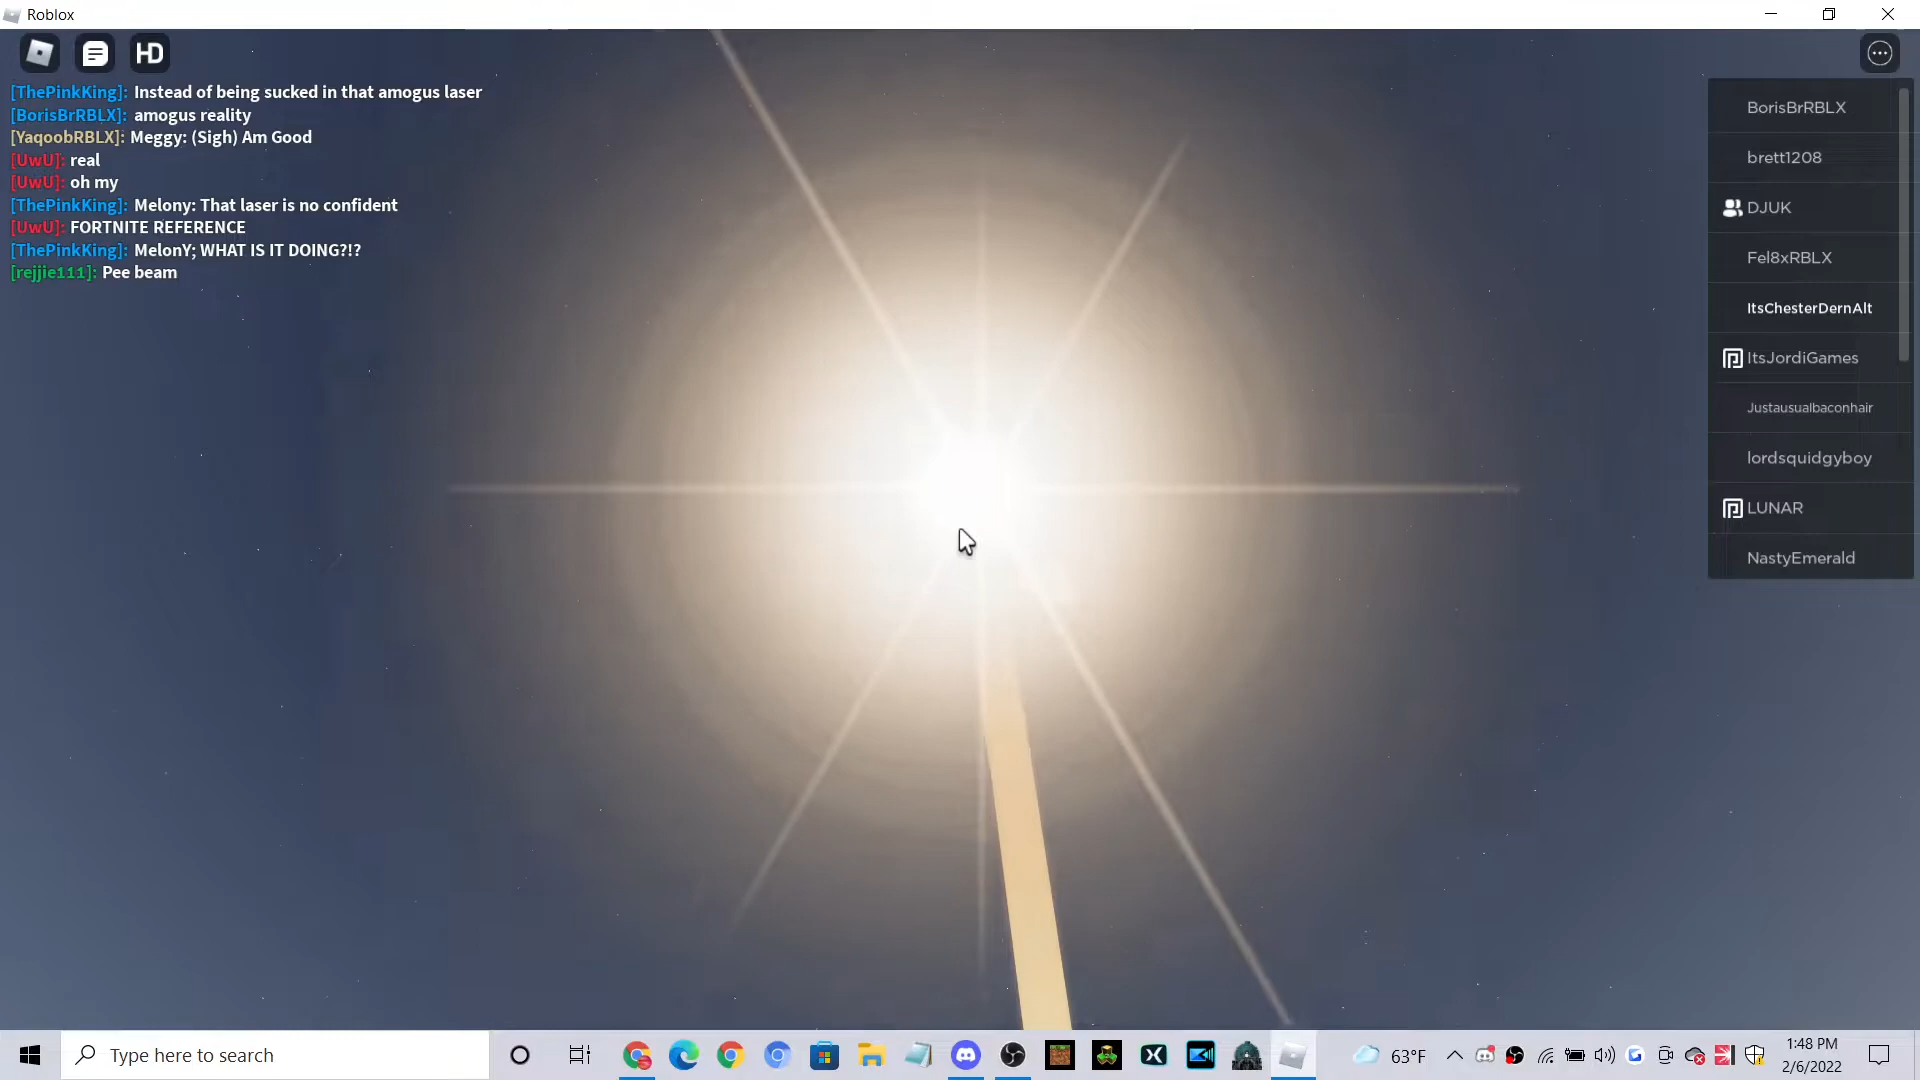 Roblox
HD
[ThePinkKing]: Instead of being sucked in that amogus laser
[BorisBrRBLX]: amogus reality
[YaqoobRBLX]: Meggy: (Sigh) Am Good
[UwU]: real
[UwU]: oh my
[ThePinkKing]: Melony: That laser is no confident
[UwU]: FORTNITE REFERENCE
[ThePinkKing]: MelonY; WHAT IS IT DOING?!?
[rejjie111]: Pee beam
BorisBrRBLX
brett1208
DJUK
Fel8xRBLX
ItsChesterDernAlt
ItsJordiGames
Justausualbaconhair
lordsquidgyboy
LUNAR
NastyEmerald
Type here to search
63°F
1:48 PM
2/6/2022